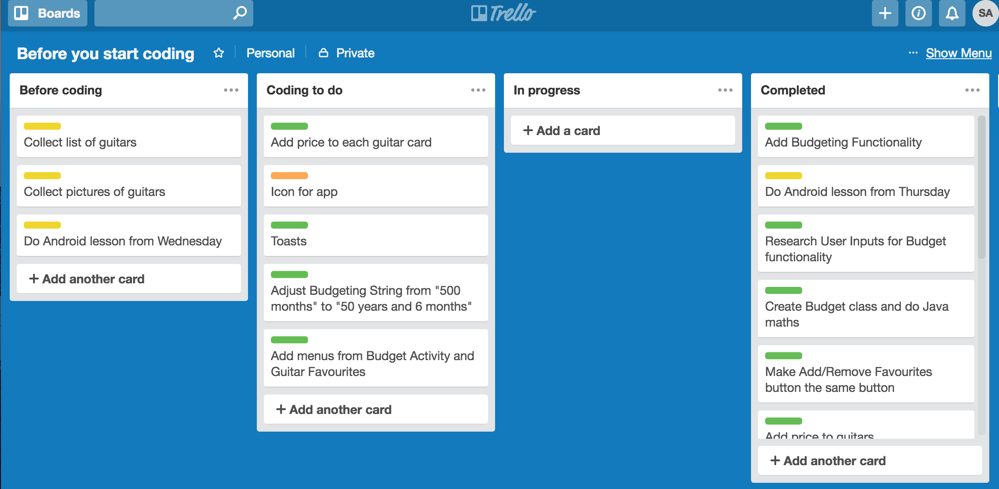 Boards
Trello
SA
Before you start coding
Personal
Private
Show Menu
Before coding
Collect list of guitars
Collect pictures of guitars
Do Android lesson from Wednesday
Add another card
Coding to do
Add price to each guitar card
Icon for app
Toasts
Adjust Budgeting String from "500
months" to "50 years and 6 months"
Add menus from Budget Activity and
Guitar Favourites
Add another card
In progress
Add a card
Completed
Add Budgeting Functionality
Do Android lesson from Thursday
Research User Inputs for Budget
functionality
Create Budget class and do Java
maths
Make Add/Remove Favourites
button the same button
Add price to guitars
Add another card